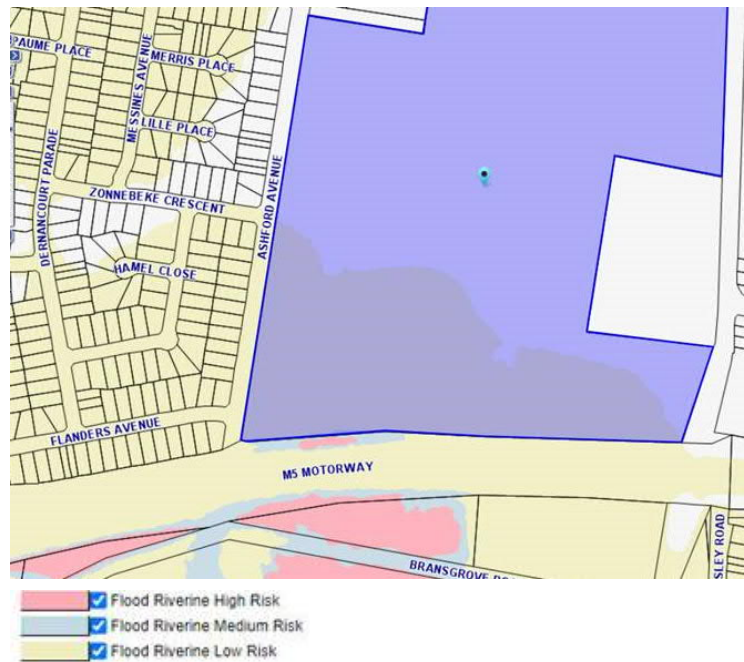 PAUME PLACE
MERRIS PLACE
MESSINES AVENUE
LILLE PLACE
DERNANCOURT PARADE
ZONNEBEKE CRESCENT
ASHFORD AVENUE
HAMEL CLOSE
FLANDERS AVENUE
M5 MOTORWAY
BRANSGROVE
SLEY ROAD
Flood Riverine High Risk
Flood Riverine Medium Risk
Flood Riverine Low Risk